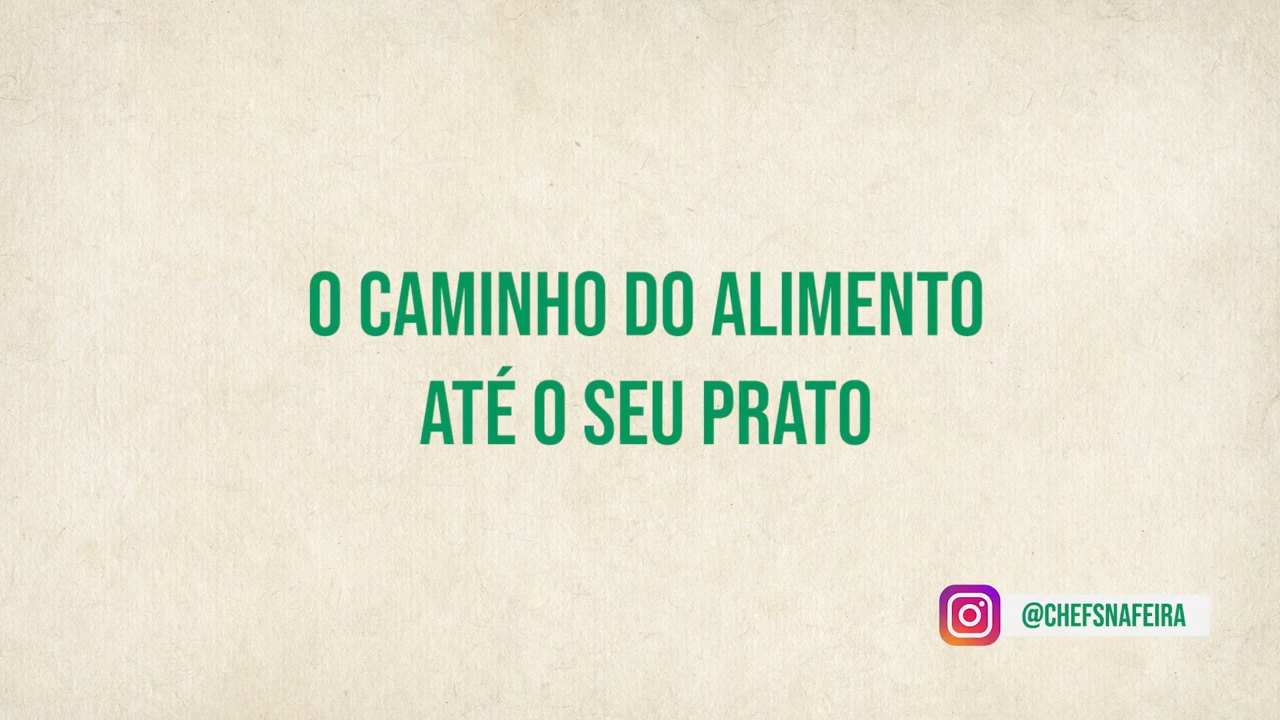 O CAMINHO DO ALIMENTO
ATÉ O SEU PRATO
@CHEFSNAFEIRA